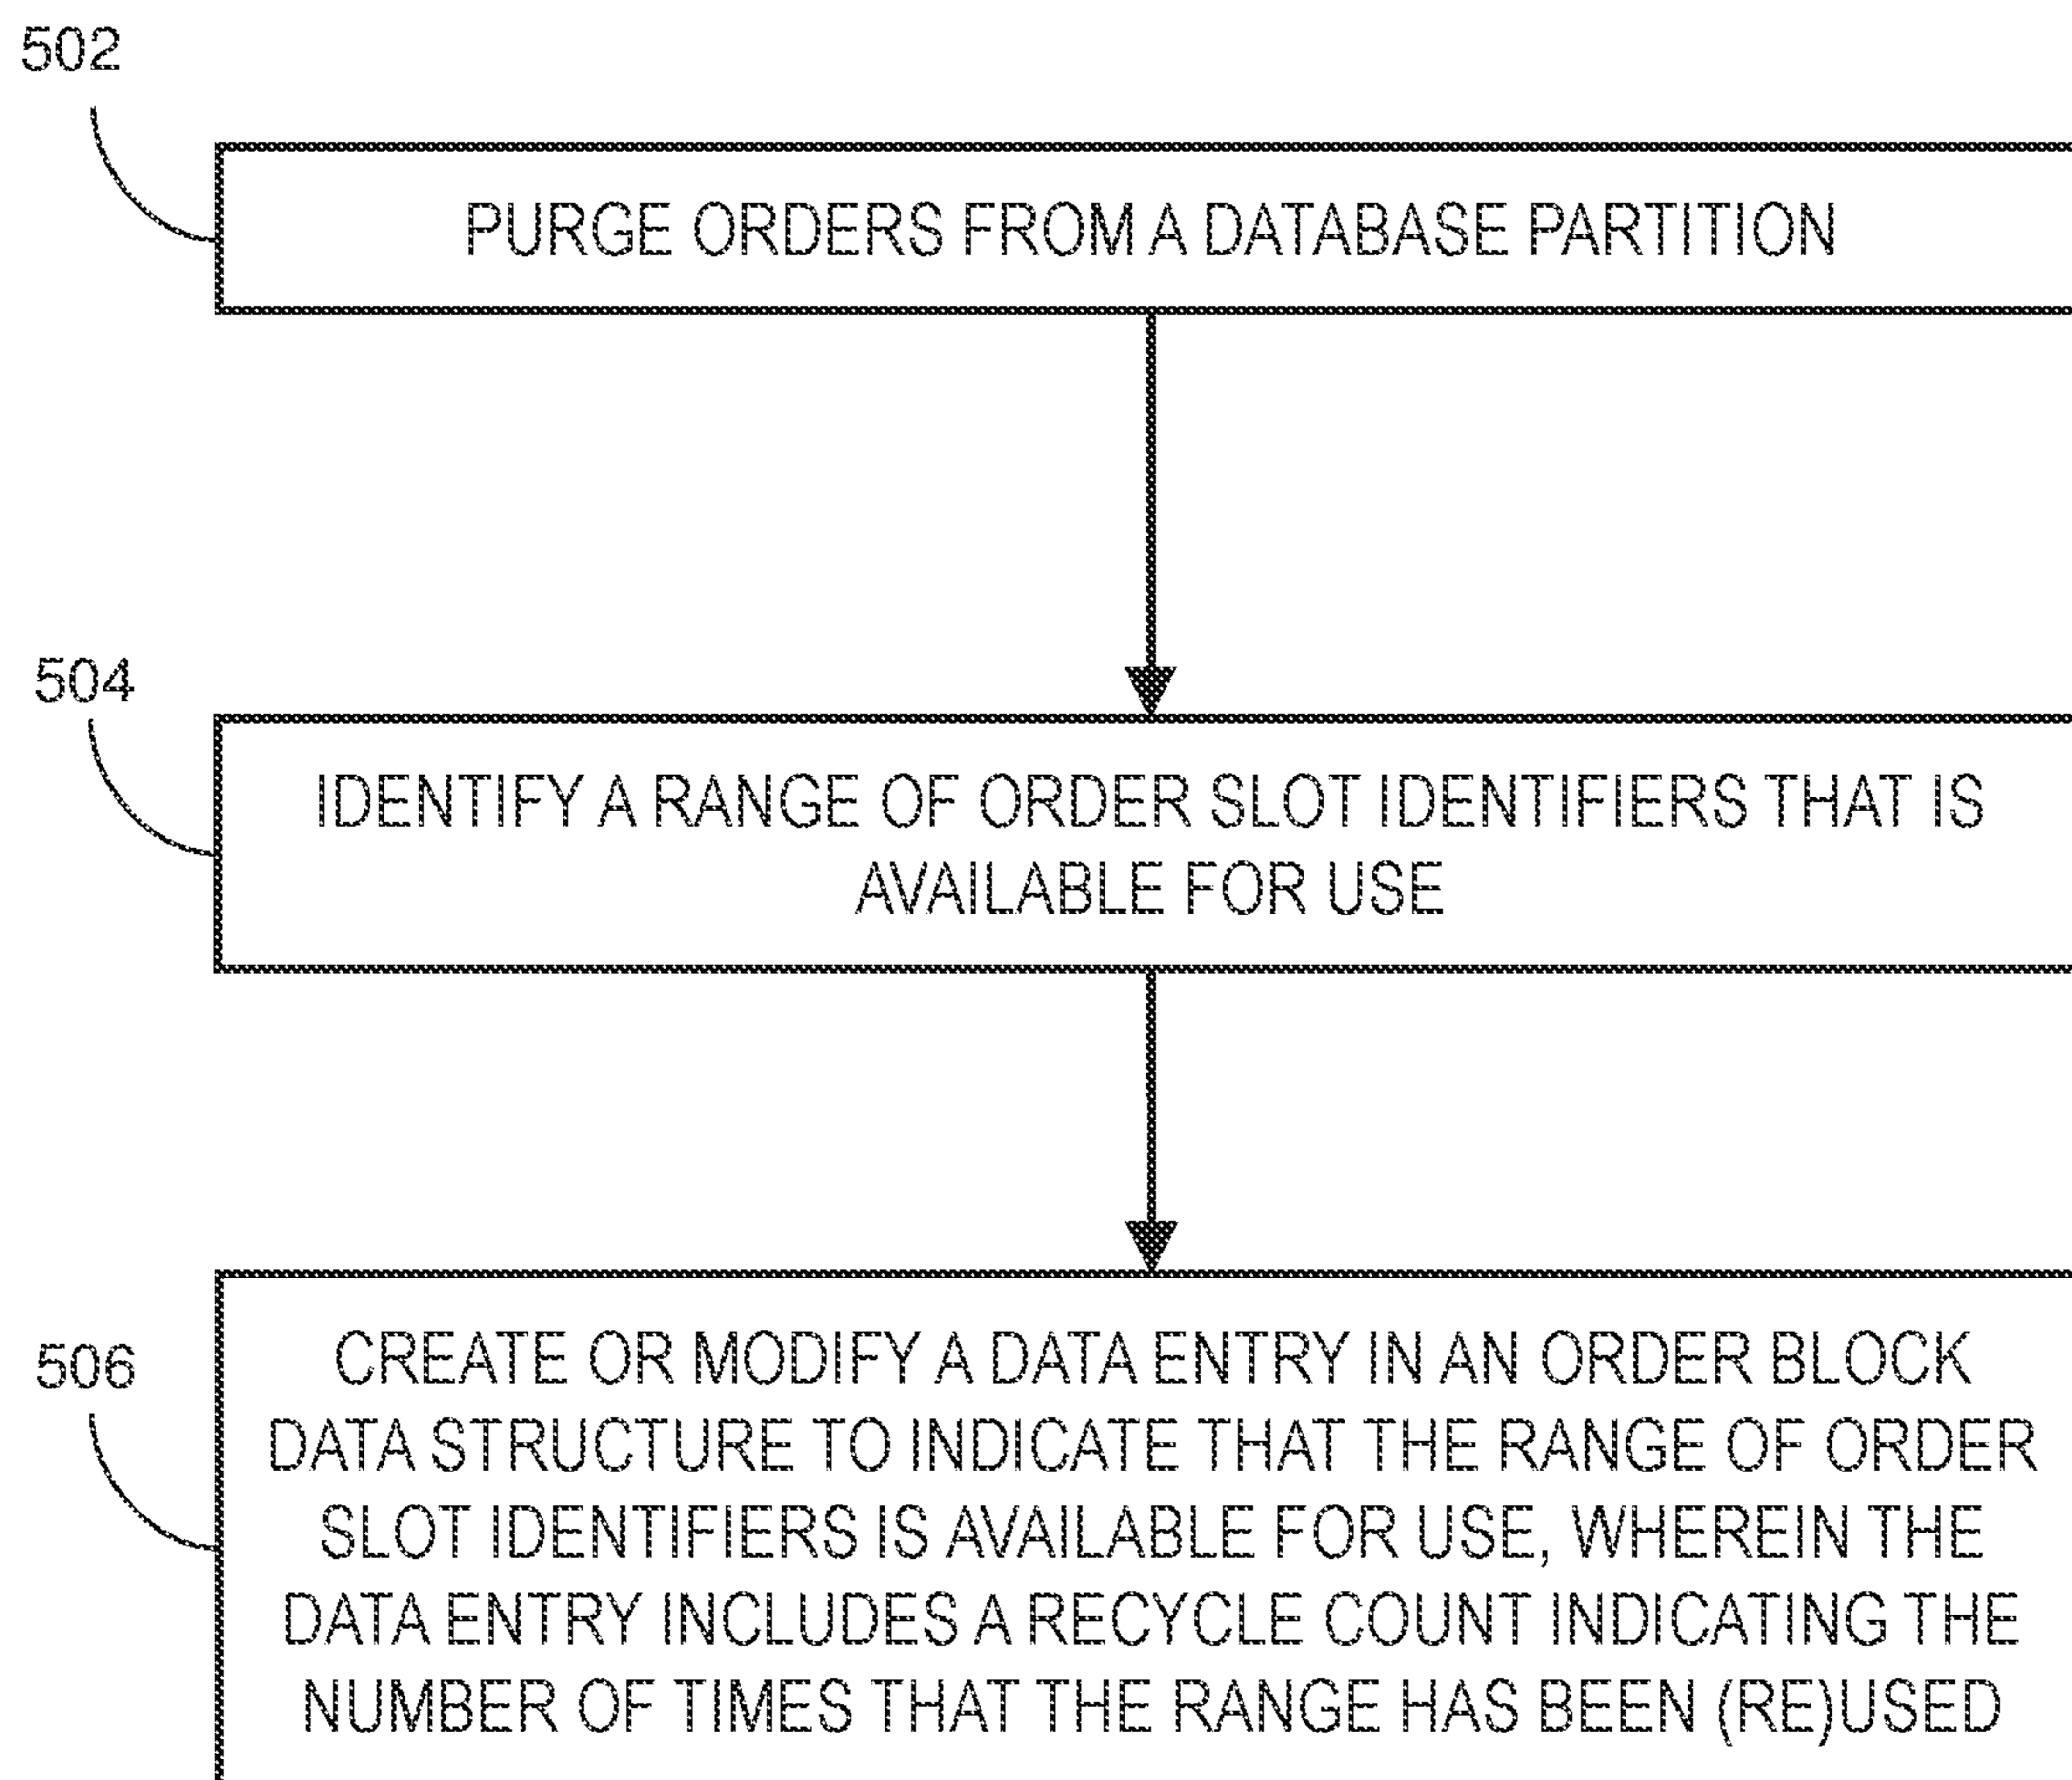 502
PURGE ORDERS FROM A DATABASE PARTITION
504
IDENTIFY A RANGE OF ORDER SLOT IDENTIFIERS THAT IS
AVAILABLE FOR USE
506
CREATE OR MODIFY A DATA ENTRY IN AN ORDER BLOCK
DATA STRUCTURE TO INDICATE THAT THE RANGE OF ORDER
SLOT IDENTIFIERS IS AVAILABLE FOR USE, WHEREIN THE
DATA ENTRY INCLUDES A RECYCLE COUNT INDICATING THE
NUMBER OF TIMES THAT THE RANGE HAS BEEN (RE)USED